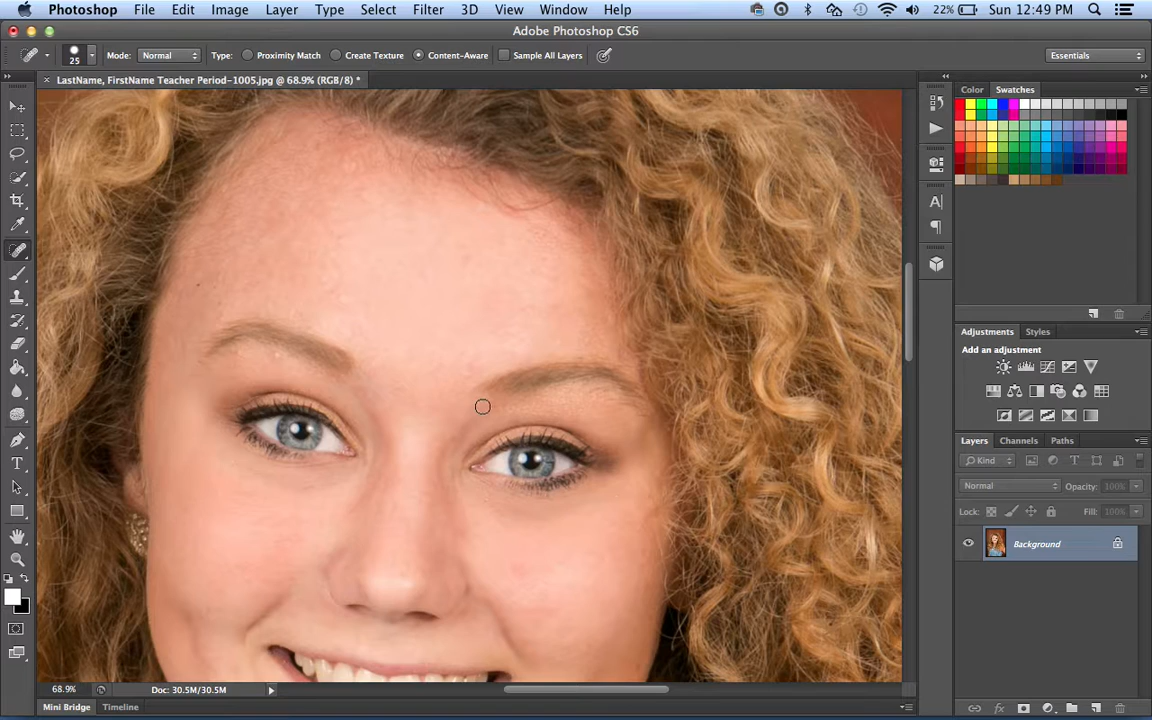 Photoshop File Edit Image Layer Type Select Filter 3D View Window Help 22% Sun 12:49 PM
Adobe Photoshop CS6
25 Mode: Normal Type: Proximity Match Create Texture Content-Aware Sample All Layers Essentials
× LastName, FirstName Teacher Period-1005.jpg @ 68.9% (RGB/8) *
Color Swatches
Adjustments Styles
Add an adjustment
Layers Channels Paths
Kind
Normal Opacity: 100%
Lock: Fill: 100%
Background
68.9% Doc: 30.5M/30.5M
Mini Bridge Timeline